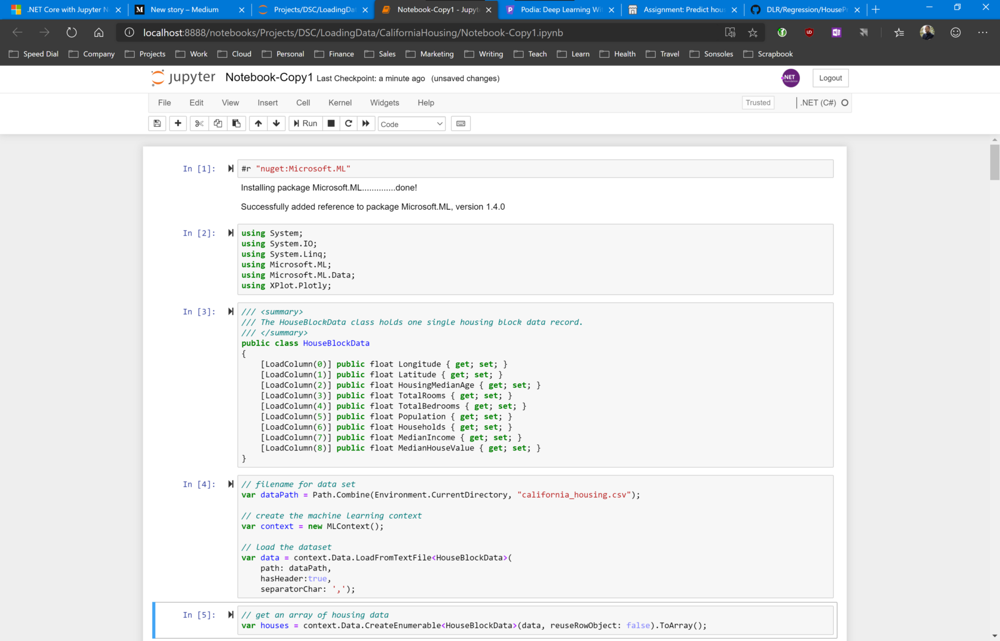 .NET Core with Jupyter N
New story – Medium
Projects/DSC/LoadingDa
Notebook-Copy1 - Jupyt
Podia: Deep Learning Wi
Assignment: Predict hou
DLR/Regression/HouseP
localhost:8888/notebooks/Projects/DSC/LoadingData/CaliforniaHousing/Notebook-Copy1.ipynb
Speed Dial Company Projects Work Cloud Personal Finance Sales Marketing Writing Teach Learn Health Travel Sonsoles Scrapbook
jupyter Notebook-Copy1 Last Checkpoint: a minute ago (unsaved changes)
.NET
foundation
Logout
File Edit View Insert Cell Kernel Widgets Help
Trusted
.NET (C#)
Run
Code
In [1]: #r "nuget:Microsoft.ML"
Installing package Microsoft.ML..............done!
Successfully added reference to package Microsoft.ML, version 1.4.0
In [2]: using System;
using System.IO;
using System.Linq;
using Microsoft.ML;
using Microsoft.ML.Data;
using XPlot.Plotly;
In [3]: /// <summary>
/// The HouseBlockData class holds one single housing block data record.
/// </summary>
public class HouseBlockData
{
[LoadColumn(0)] public float Longitude { get; set; }
[LoadColumn(1)] public float Latitude { get; set; }
[LoadColumn(2)] public float HousingMedianAge { get; set; }
[LoadColumn(3)] public float TotalRooms { get; set; }
[LoadColumn(4)] public float TotalBedrooms { get; set; }
[LoadColumn(5)] public float Population { get; set; }
[LoadColumn(6)] public float Households { get; set; }
[LoadColumn(7)] public float MedianIncome { get; set; }
[LoadColumn(8)] public float MedianHouseValue { get; set; }
}
In [4]: // filename for data set
var dataPath = Path.Combine(Environment.CurrentDirectory, "california_housing.csv");
// create the machine learning context
var context = new MLContext();
// load the dataset
var data = context.Data.LoadFromTextFile<HouseBlockData>(
path: dataPath,
hasHeader:true,
separatorChar: ',');
In [5]: // get an array of housing data
var houses = context.Data.CreateEnumerable<HouseBlockData>(data, reuseRowObject: false).ToArray();